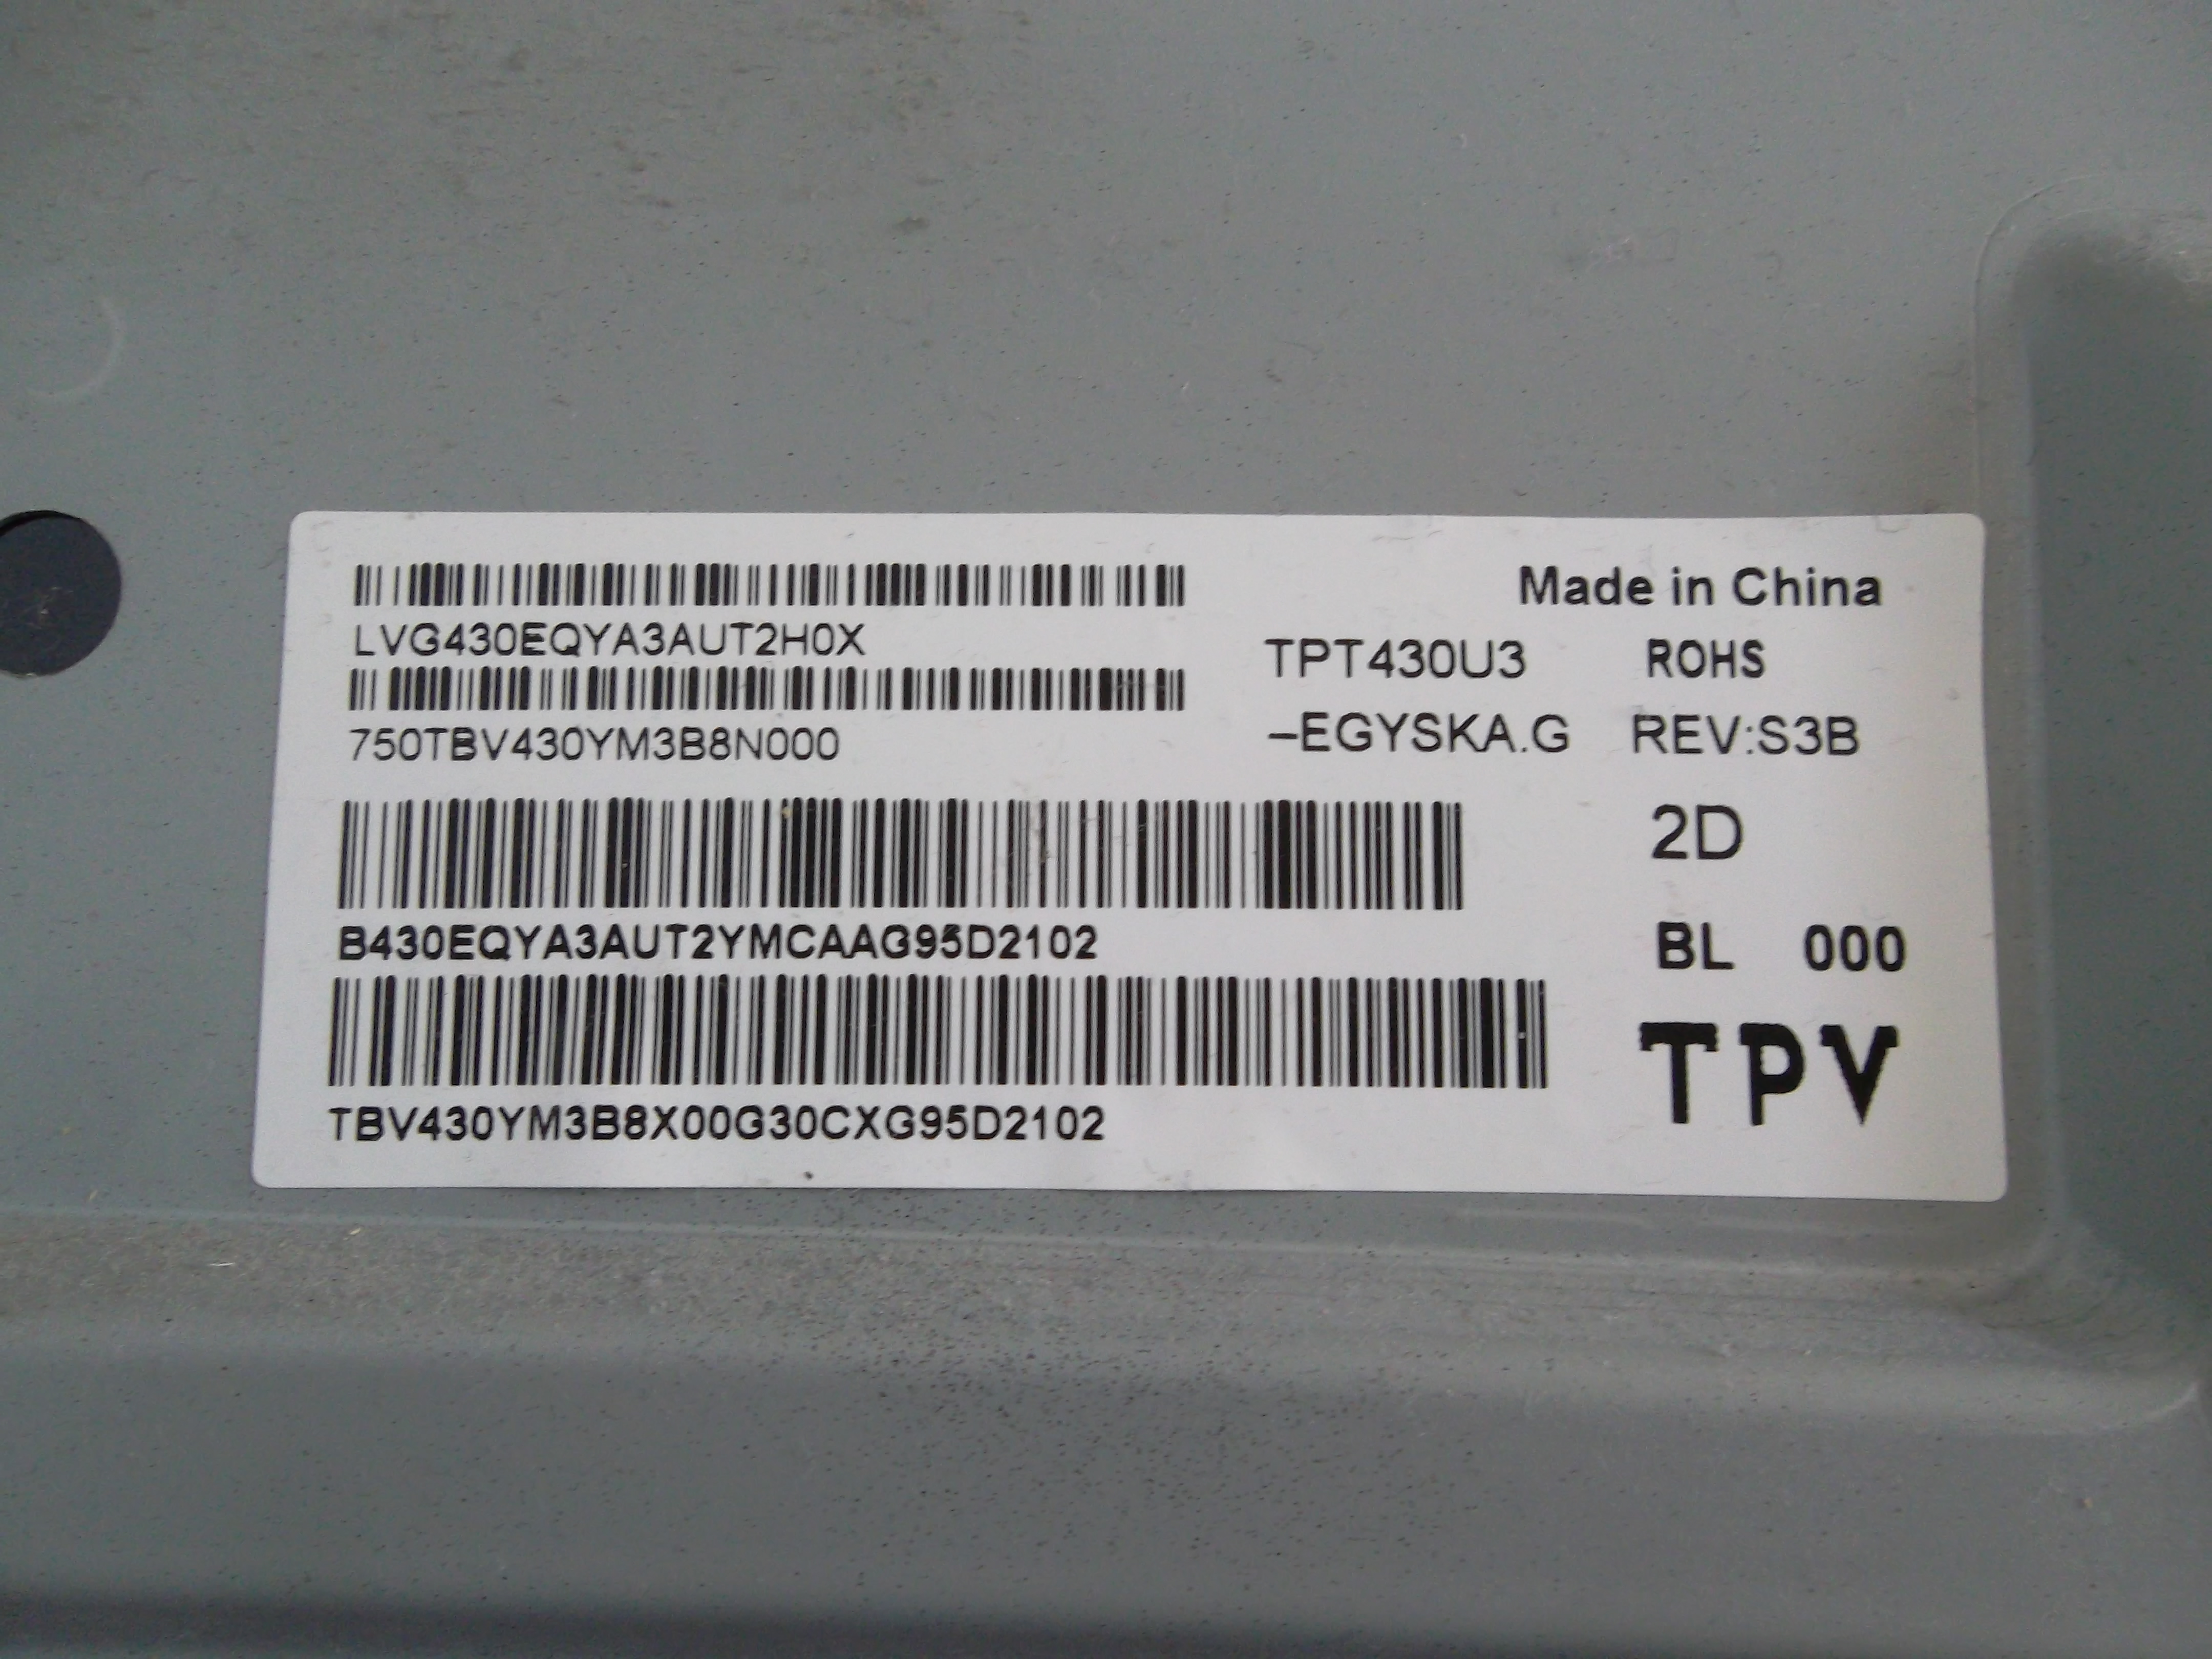 Made in China
LVG430EQYA3AUT2H0X
TPT430U3 ROHS
750TBV430YM3B8N000
–EGYSKA.G REV:S3B
2D
B430EQYA3AUT2YMCAAG95D2102
BL 000
TPV
TBV430YM3B8X00G30CXG95D2102